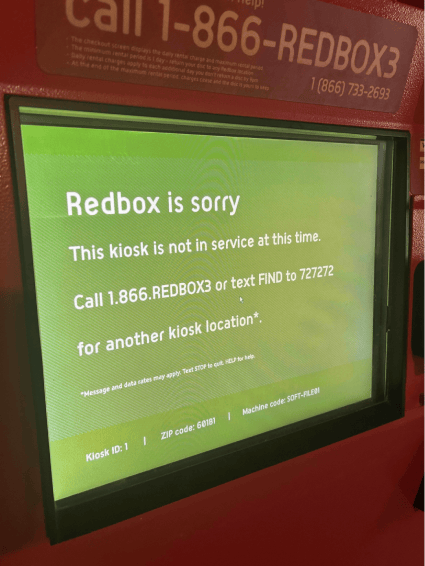 help!
call 1-866-REDBOX3
1 (866) 733-2693
Redbox is sorry
This kiosk is not in service at this time.
Call 1.866.REDBOX3 or text FIND to 727272
for another kiosk location*.
*Message and data rates may apply. Text STOP to quit. HELP for help.
Kiosk ID: 1 | ZIP code: 60181 | Machine code: SOFT-FILE01